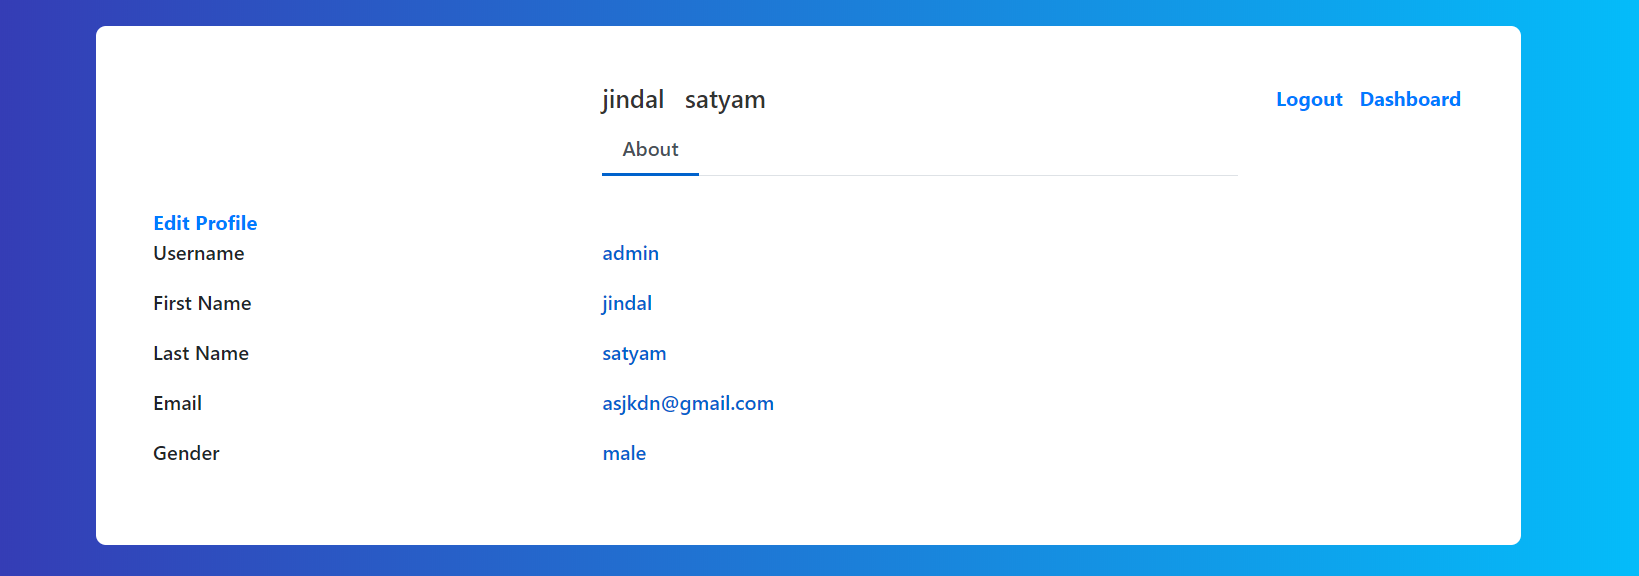 jindal satyam Logout Dashboard
About
Edit Profile
Username admin
First Name jindal
Last Name satyam
Email asjkdn@gmail.com
Gender male